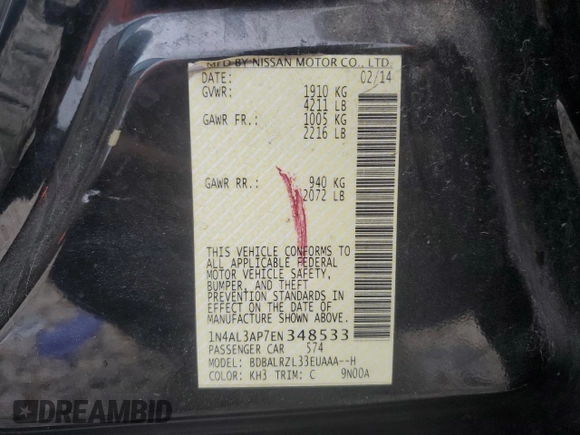 MFD BY NISSAN MOTOR CO., LTD.
DATE: 02/14
GVWR: 1910 KG
4211 LB
GAWR FR.: 1005 KG
2216 LB
GAWR RR.: 940 KG
2072 LB
THIS VEHICLE CONFORMS TO
ALL APPLICABLE FEDERAL
MOTOR VEHICLE SAFETY,
BUMPER, AND THEFT
PREVENTION STANDARDS
IN EFFECT ON THE DATE OF
MANUFACTURE SHOWN ABOVE.
1N4AL3AP7EN348533
PASSENGER CAR 574
MODEL: BDBALRZL33EUAAA--H
COLOR: KH3 TRIM: C 9N00A
DREAMBID